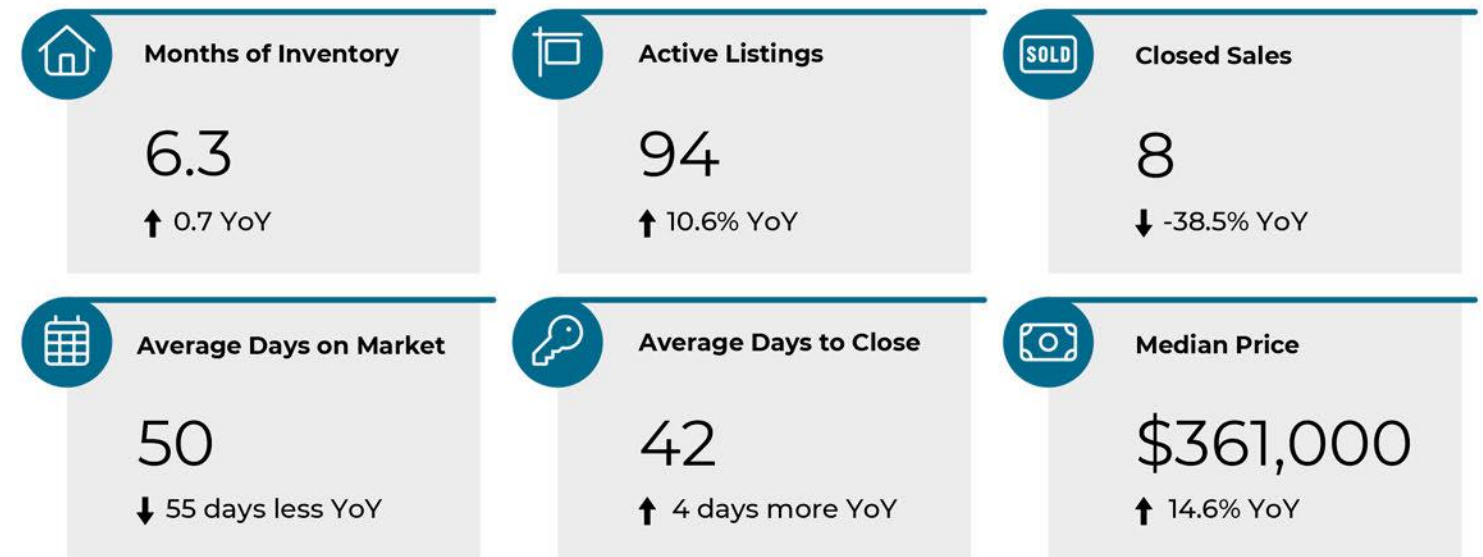 Months of Inventory
6.3
0.7 YoY
Active Listings
94
10.6% YoY
SOLD
Closed Sales
8
-38.5% YoY
Average Days on Market
50
55 days less YoY
Average Days to Close
42
4 days more YoY
Median Price
$361,000
14.6% YoY